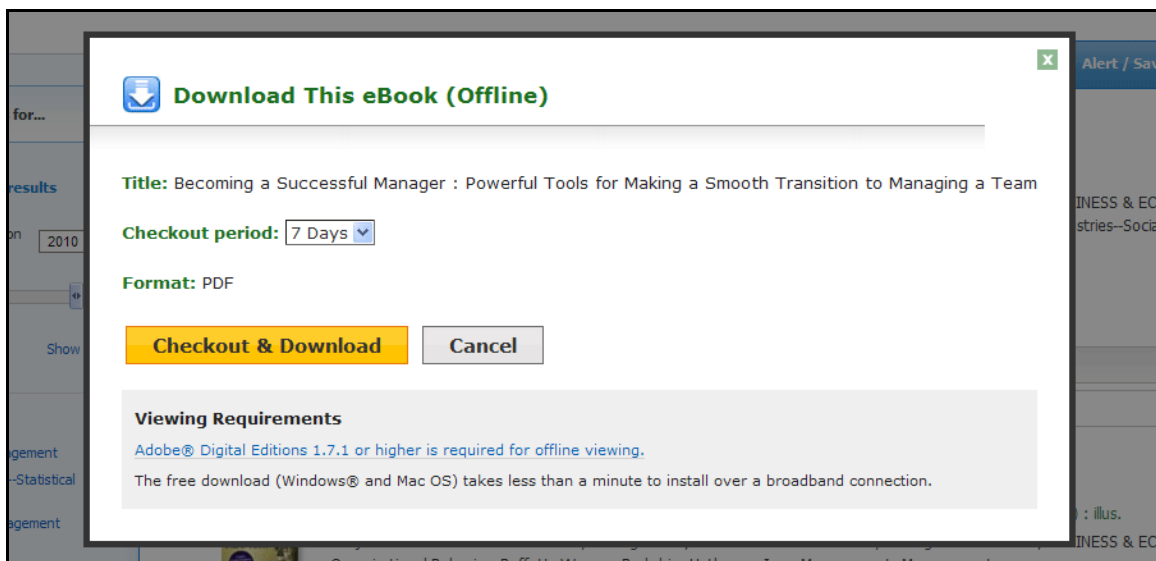 Alert / Sav
x
Download This eBook (Offline)
for...
results
Title: Becoming a Successful Manager : Powerful Tools for Making a Smooth Transition to Managing a Team
INESS & EC
stries--Socia
on 2010
Checkout period: 7 Days
Format: PDF
Show
Checkout & Download Cancel
Viewing Requirements
Adobe® Digital Editions 1.7.1 or higher is required for offline viewing.
agement
--Statistical
The free download (Windows® and Mac OS) takes less than a minute to install over a broadband connection.
agement
) : illus.
INESS & EC